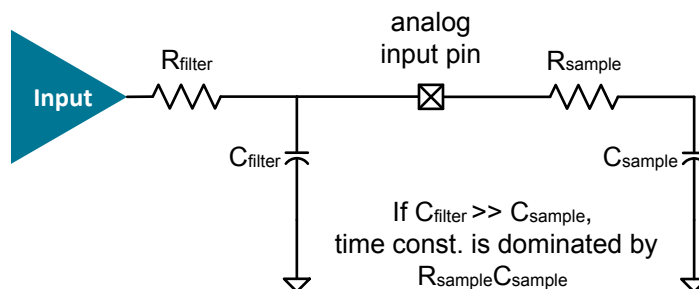 analog
input pin
Rfilter
Rsample
Input
Cfilter
Csample
If Cfilter >> Csample,
time const. is dominated by
RsampleCsample